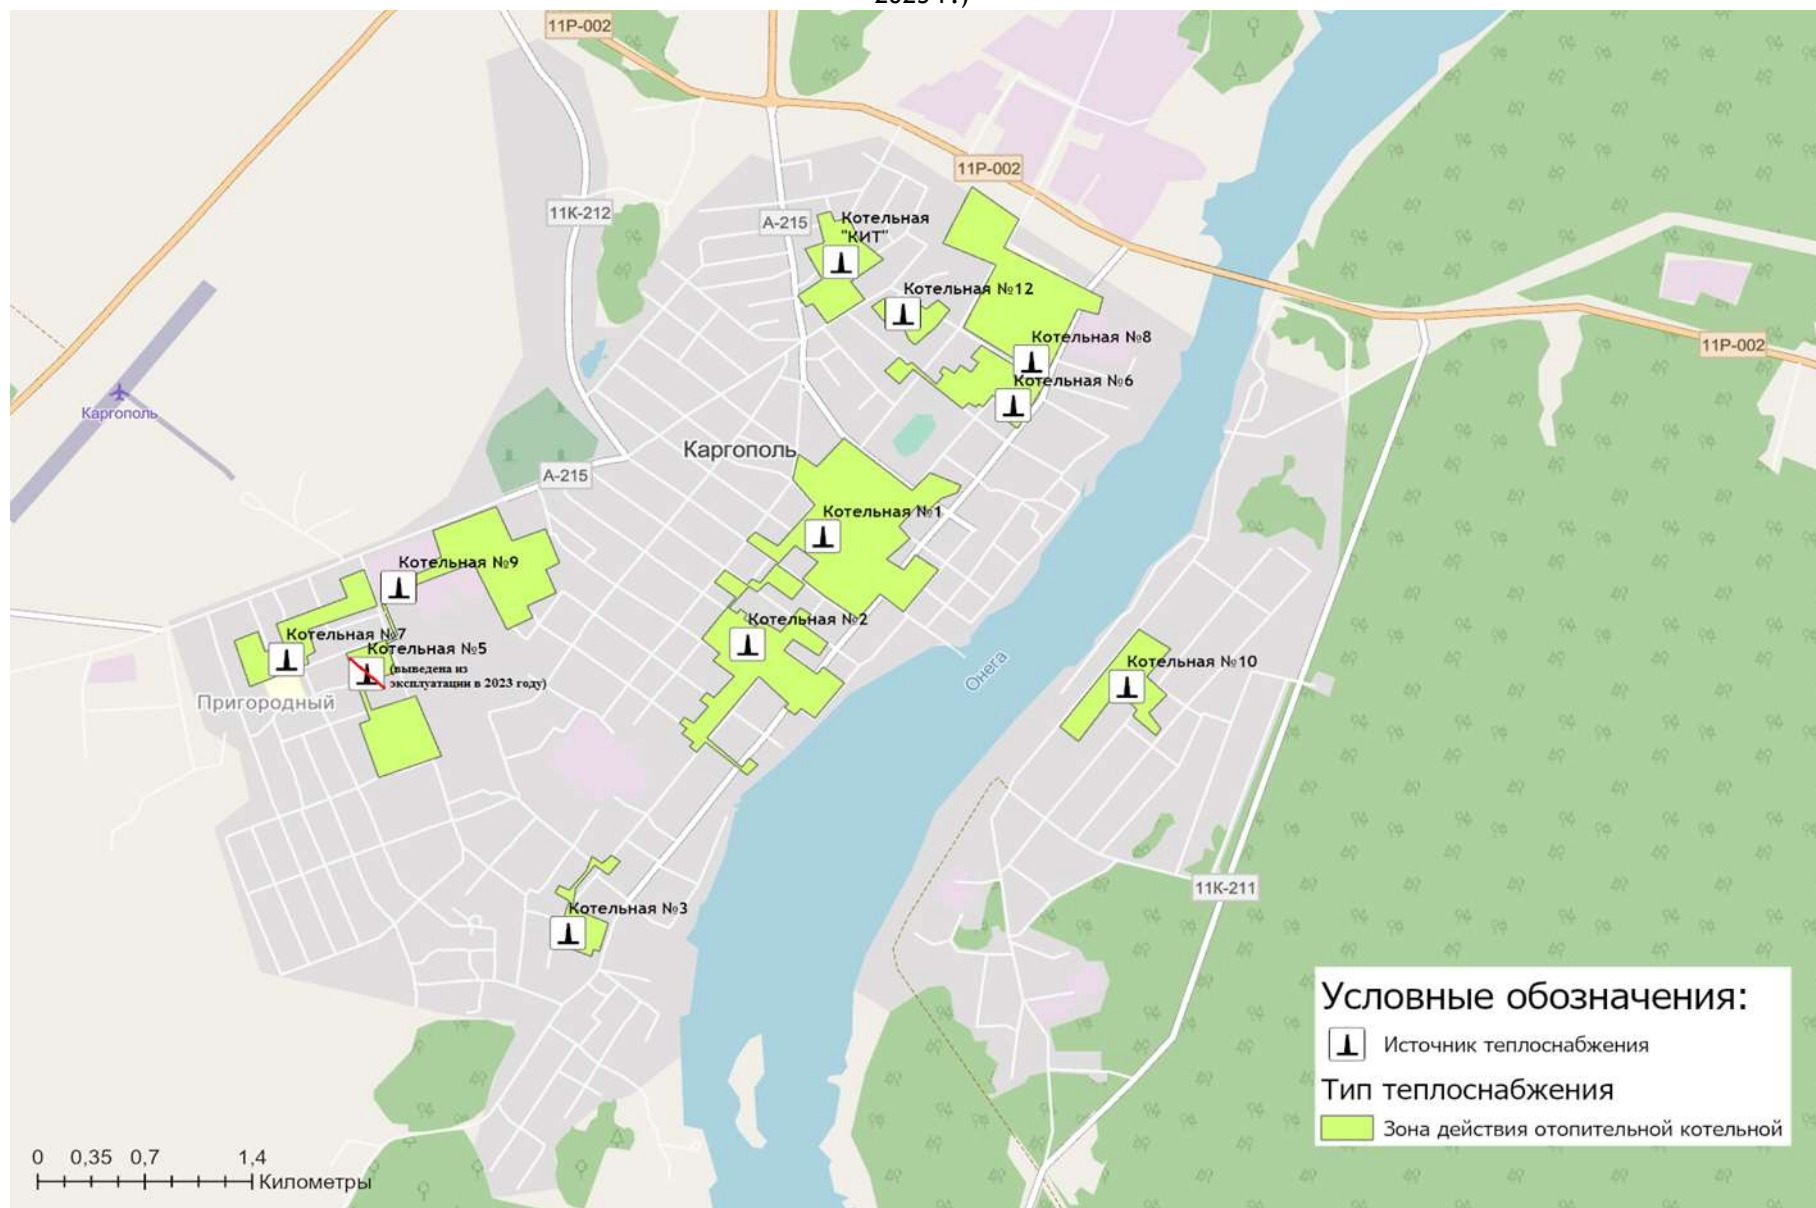 2023 г.)
11Р-002
11Р-002
11К-212
А-215
Котельная
"КИТ"
Котельная №12
Котельная №8
11Р-002
Котельная №6
Каргополь
Каргополь
А-215
Котельная №1
Котельная №9
Котельная №2
Котельная №7
Котельная №5
(выведена из
эксплуатации в 2023 году)
Пригородный
Онега
Котельная №10
11К-211
Котельная №3
Условные обозначения:
Источник теплоснабжения
Тип теплоснабжения
Зона действия отопительной котельной
0 0,35 0,7 1,4
Километры